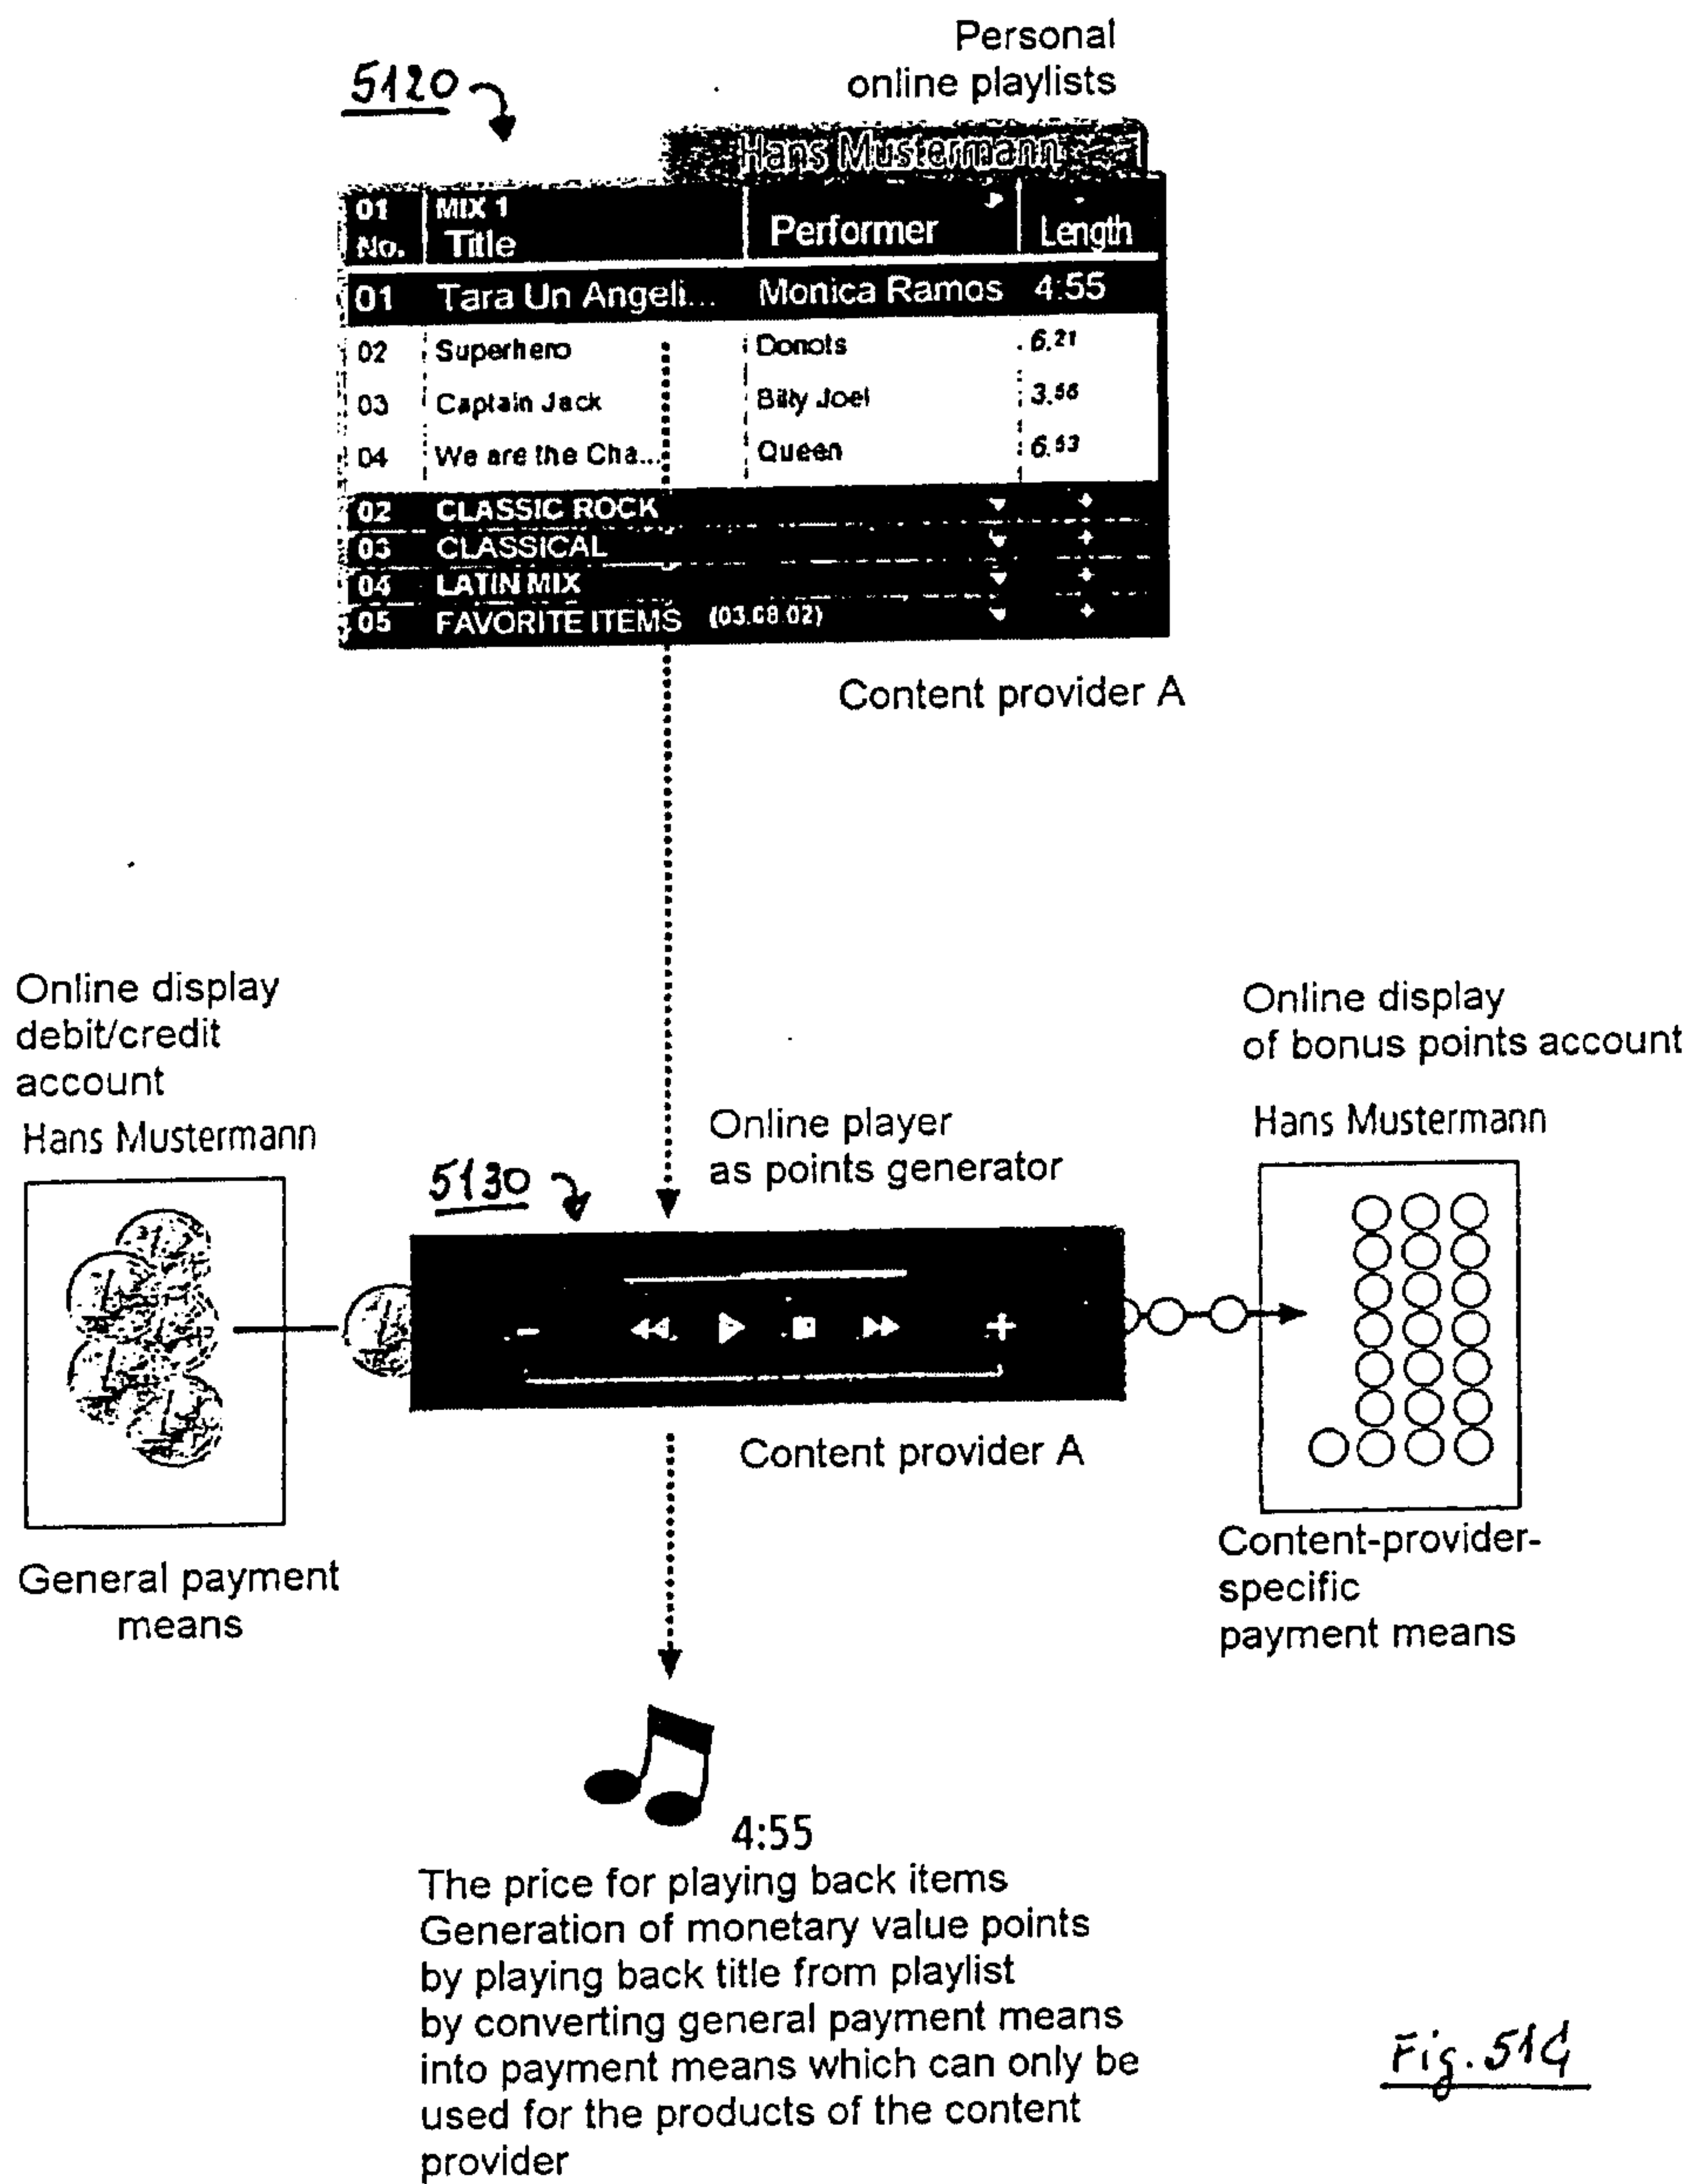 Personal
online playlists
5120
Hans Mustermann
01 MIX 1
No. Title Performer Length
01 Tara Un Angeli... Monica Ramos 4:55
02 Superhero Donots 6.21
03 Captain Jack Billy Joel
04 We are the Cha... Queen 6.53
02 CLASSIC ROCK
03 CLASSICAL
04 LATIN MIX
05 FAVORITE ITEMS (03.08.02)
Content provider A
Online display
debit/credit
account
Hans Mustermann
Online display
of bonus points account
Hans Mustermann
Online player
as points generator
5130
Content provider A
General payment
means
Content-provider-
specific
payment means
4:55
The price for playing back items
Generation of monetary value points
by playing back title from playlist
by converting general payment means
into payment means which can only be
used for the products of the content
provider